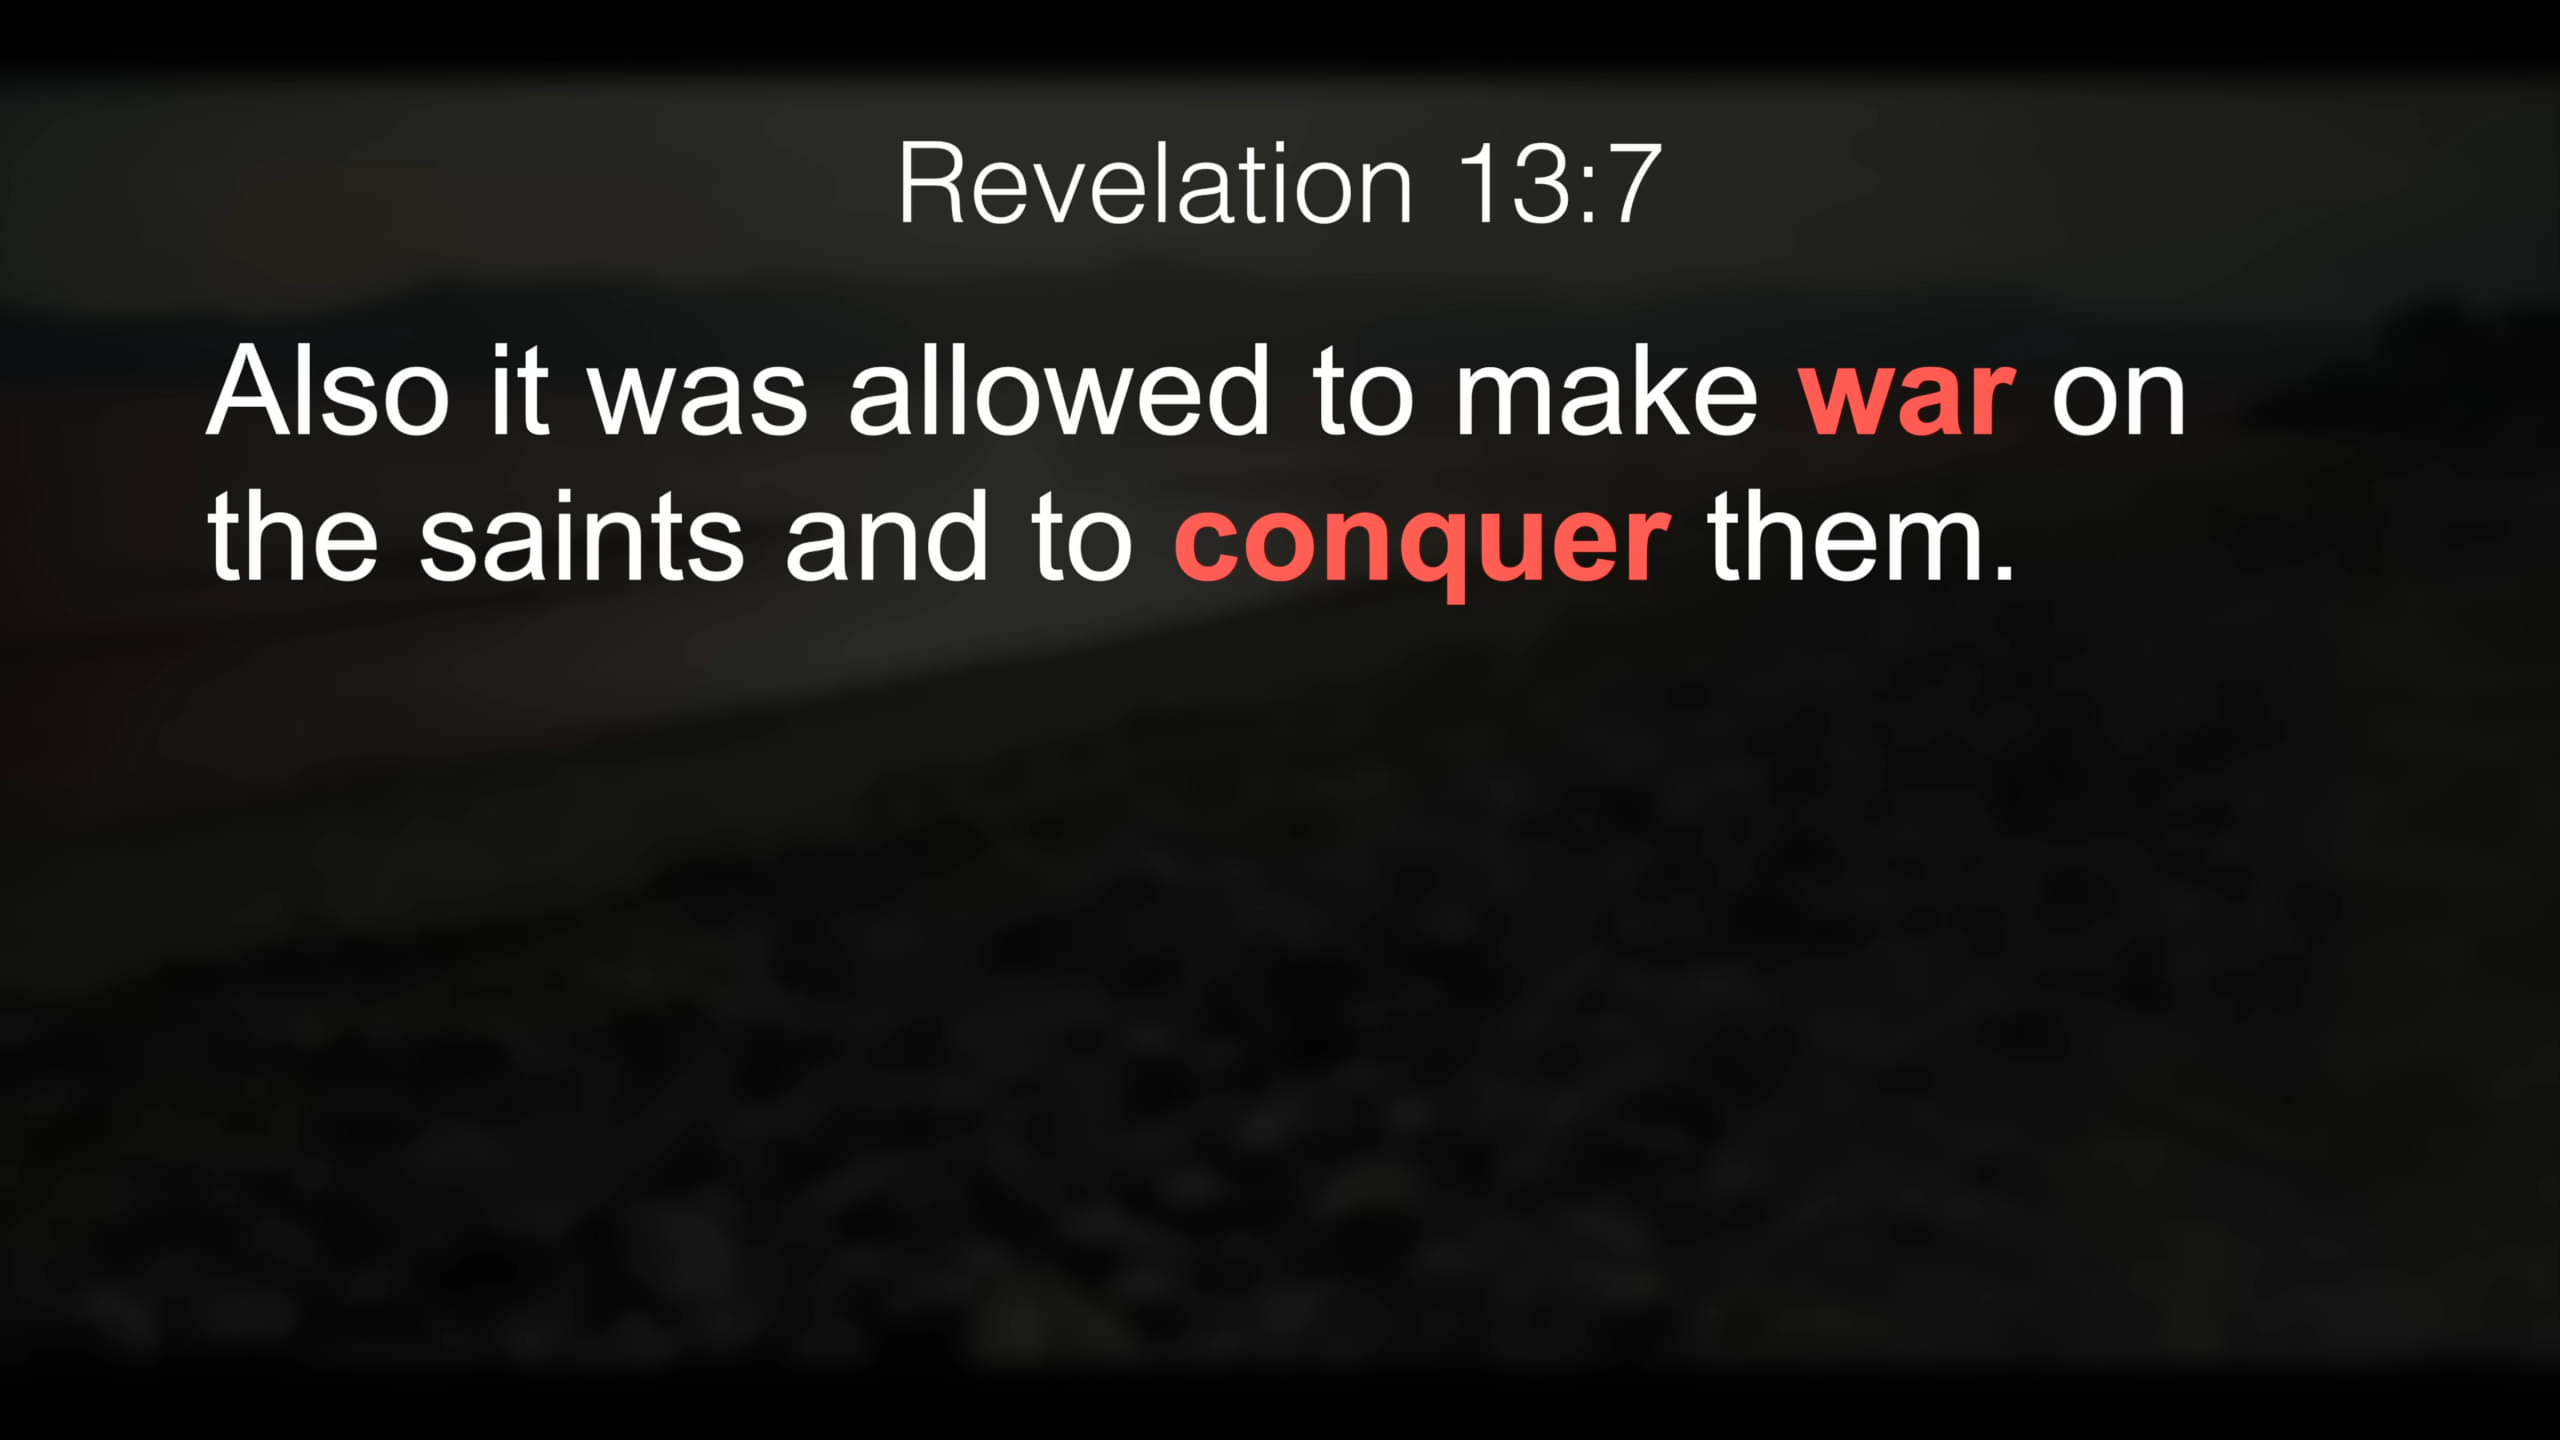 Revelation 13:7
Also it was allowed to make war on
the saints and to conquer them.